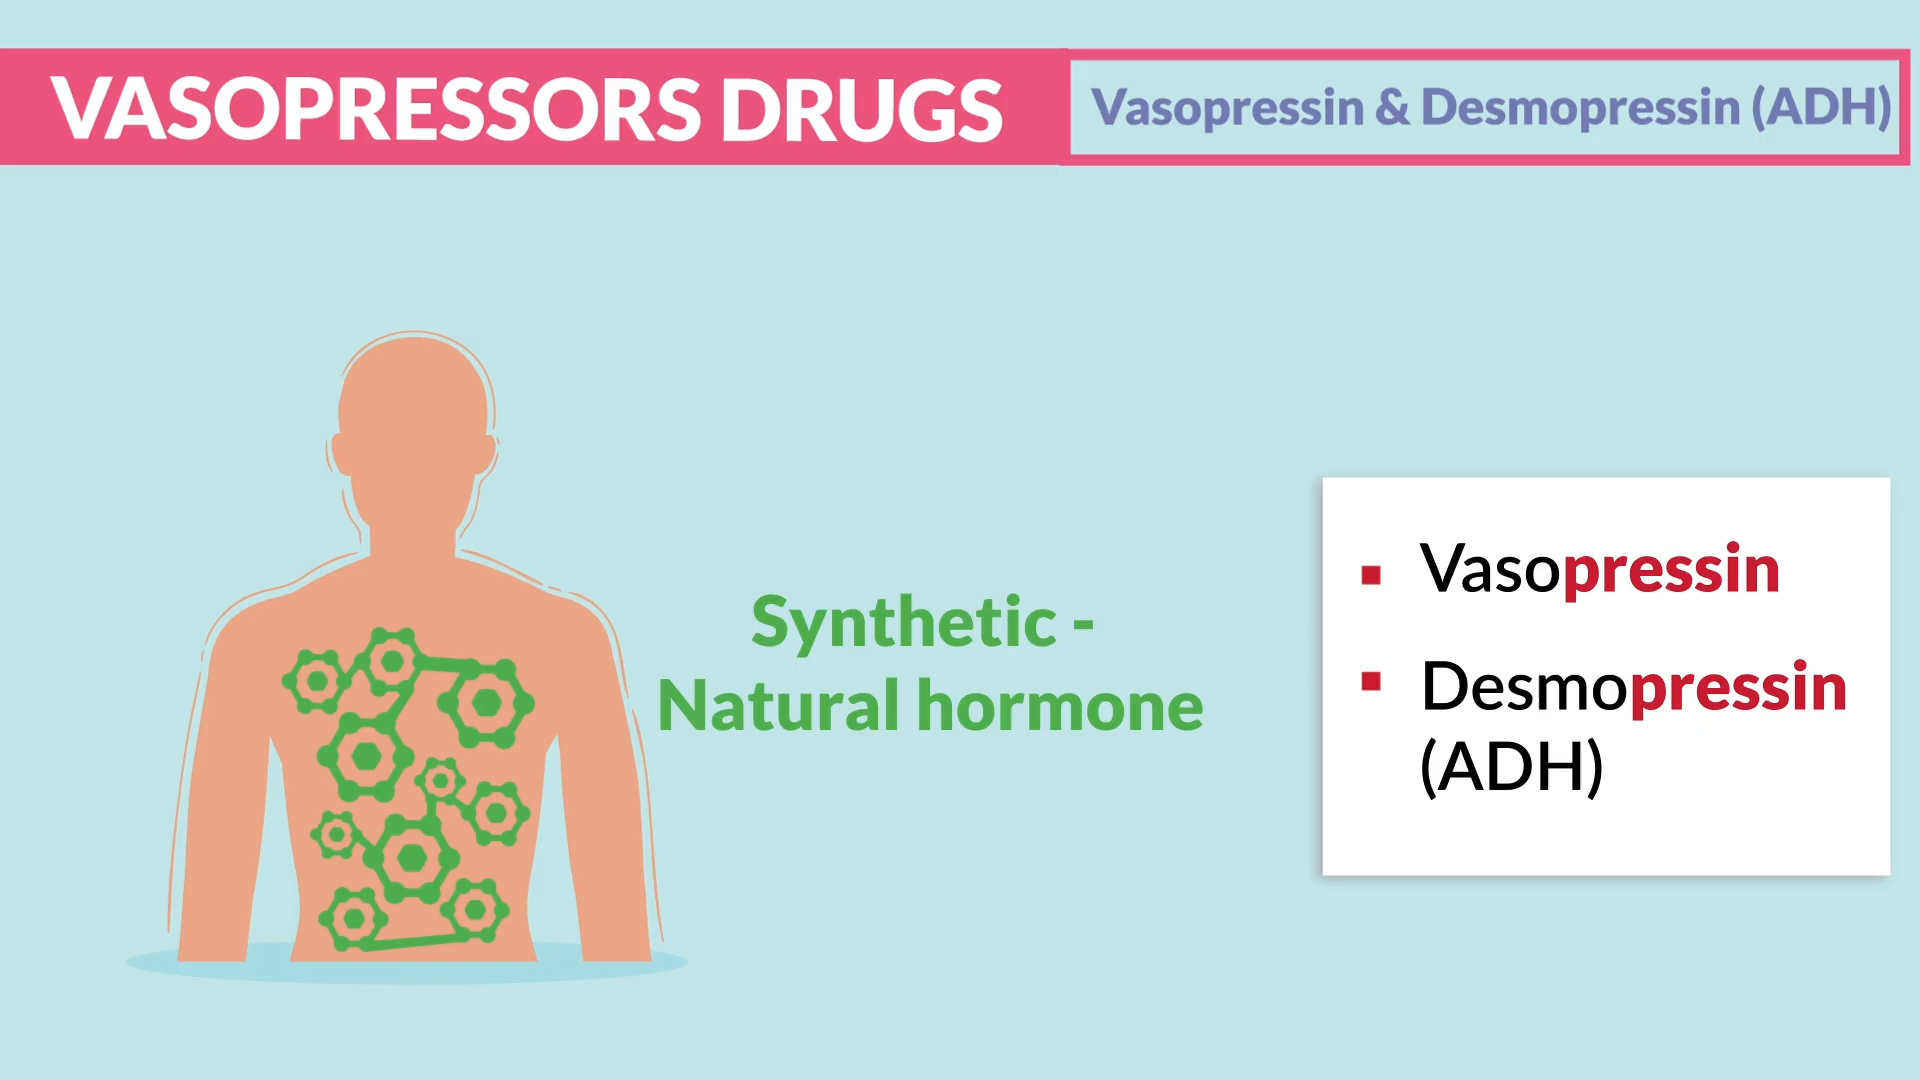 VASOPRESSORS DRUGS
Vasopressin & Desmopressin (ADH)
Synthetic -
Natural hormone
▪ Vasopressin
▪ Desmopressin
(ADH)